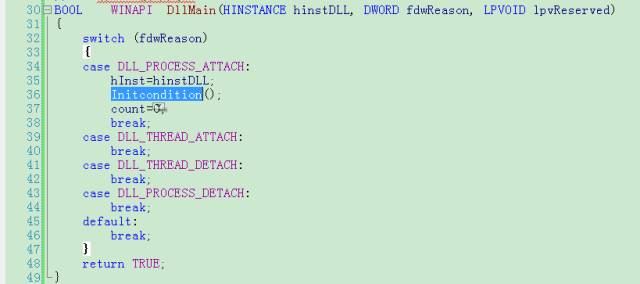 30 BOOL    WINAPI DllMain(HINSTANCE hinstDLL, DWORD fdwReason, LPVOID lpvReserved)
31 {
32     switch (fdwReason)
33     {
34     case DLL_PROCESS_ATTACH:
35         hInst=hinstDLL;
36         Initcondition();
37         count=0;
38         break;
39     case DLL_THREAD_ATTACH:
40         break;
41     case DLL_THREAD_DETACH:
42         break;
43     case DLL_PROCESS_DETACH:
44         break;
45     default:
46         break;
47     }
48     return TRUE;
49 }